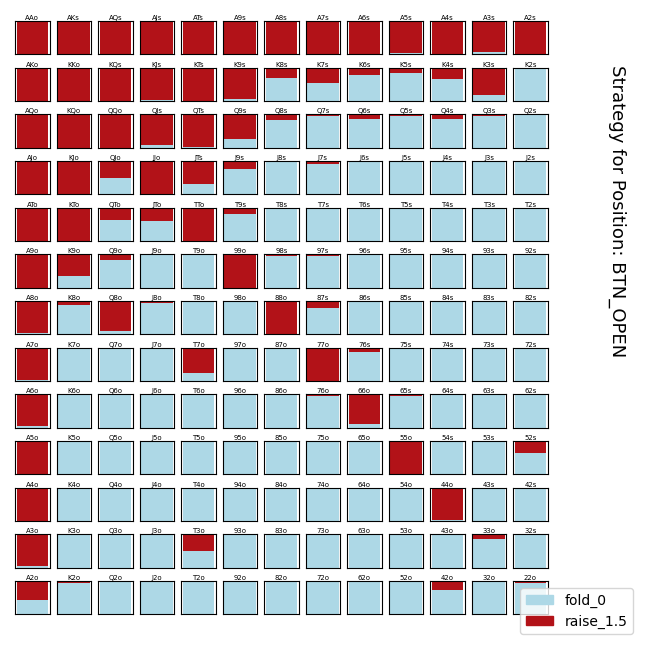 AAo AKs AQs AJs ATs A9s A8s A7s A6s A5s A4s A3s A2s
AKo KKo KQs KJs KTs K9s K8s K7s K6s K5s K4s K3s K2s
AQo KQo QQo QJs QTs Q9s Q8s Q7s Q6s Q5s Q4s Q3s Q2s
AJo KJo QJo JJo JTs J9s J8s J7s J6s J5s J4s J3s J2s
ATo KTo QTo JTo TTo T9s T8s T7s T6s T5s T4s T3s T2s
A9o K9o Q9o J9o T9o 99o 98s 97s 96s 95s 94s 93s 92s
A8o K8o Q8o J8o T8o 98o 88o 87s 86s 85s 84s 83s 82s
A7o K7o Q7o J7o T7o 97o 87o 77o 76s 75s 74s 73s 72s
A6o K6o Q6o J6o T6o 96o 86o 76o 66o 65s 64s 63s 62s
A5o K5o Q5o J5o T5o 95o 85o 75o 65o 55o 54s 53s 52s
A4o K4o Q4o J4o T4o 94o 84o 74o 64o 54o 44o 43s 42s
A3o K3o Q3o J3o T3o 93o 83o 73o 63o 53o 43o 33o 32s
A2o K2o Q2o J2o T2o 92o 82o 72o 62o 52o 42o 32o 22o
Strategy for Position: BTN_OPEN
fold_0
raise_1.5